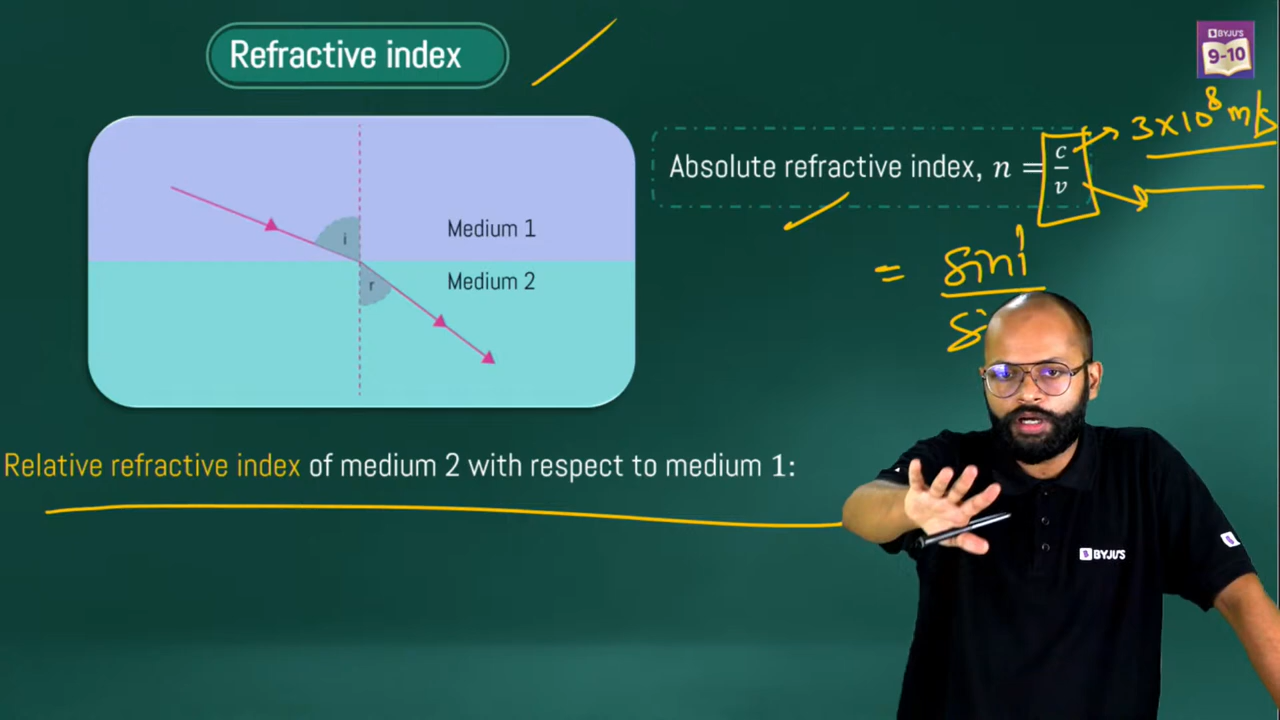 Refractive index
BYJU'S
9-10
3×10⁸ m/s
Absolute refractive index, n = c/v
Medium 1
i
= sin i
r
Medium 2
Relative refractive index of medium 2 with respect to medium 1:
BYJU'S